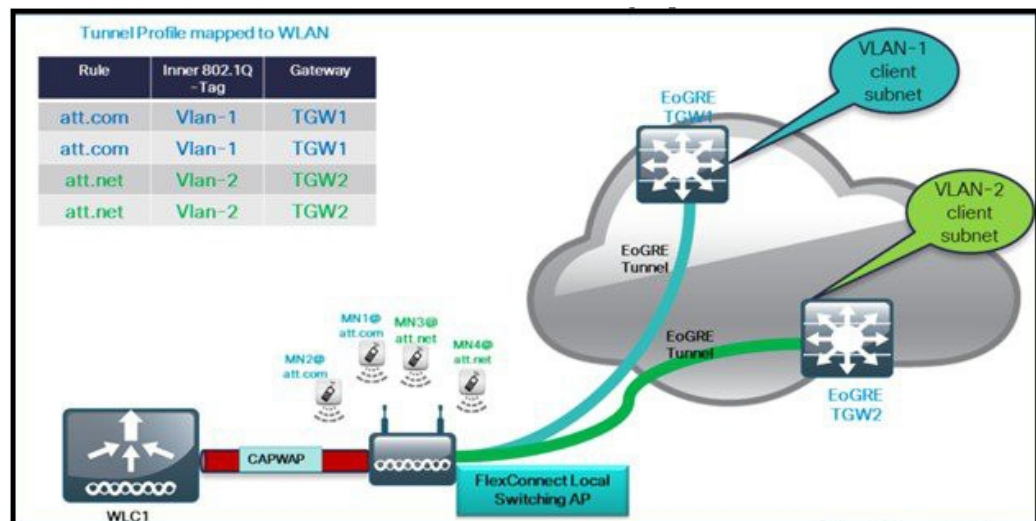 Tunnel Profile mapped to WLAN
Rule Inner 802.1Q Gateway
-Tag
att.com Vlan-1 TGW1
att.com Vlan-1 TGW1
att.net Vlan-2 TGW2
att.net Vlan-2 TGW2
VLAN-1
client
subnet
EoGRE
TGW1
VLAN-2
client
subnet
EoGRE
Tunnel
EoGRE
Tunnel
MN1@
att.com
MN3@
att.net
MN2@
att.com
MN4@
att.net
EoGRE
TGW2
CAPWAP
FlexConnect Local
Switching AP
WLC1